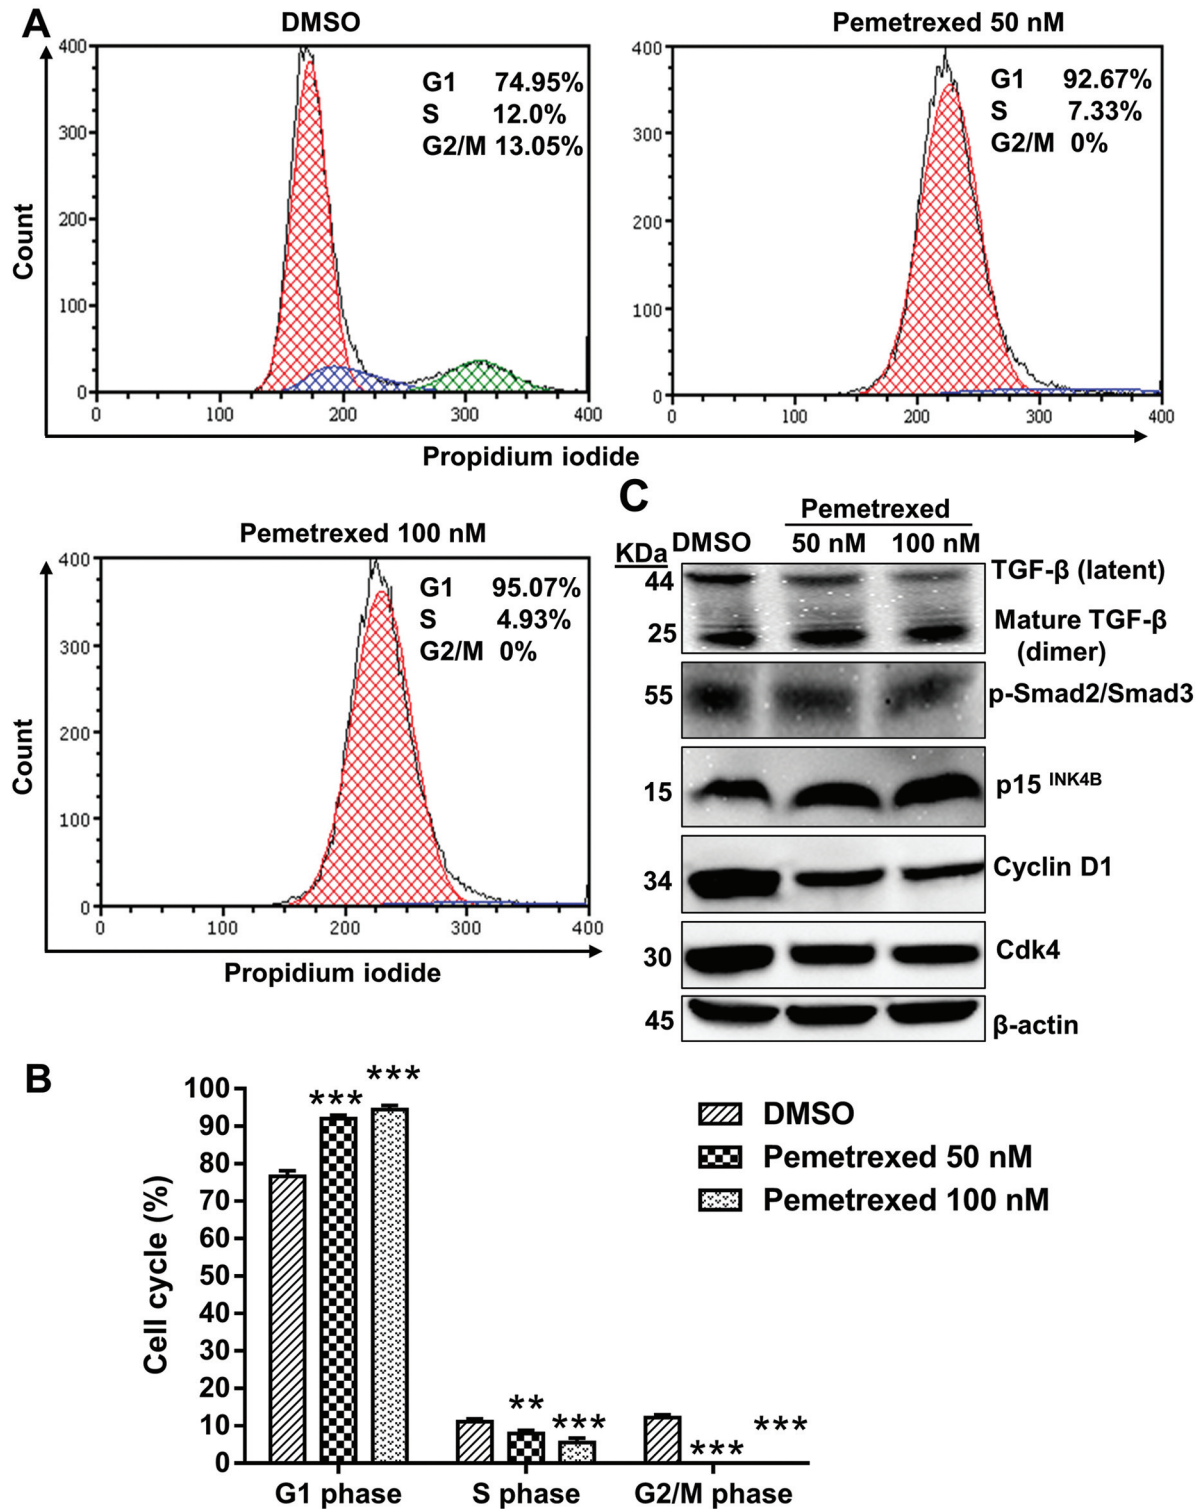 A
DMSO
Pemetrexed 50 nM
400
300
200
100
0
0 100 200 300 400
G1 74.95%
S 12.0%
G2/M 13.05%
400
300
200
100
0
0 100 200 300 400
G1 92.67%
S 7.33%
G2/M 0%
Count
Propidium iodide
Pemetrexed 100 nM
400
300
200
100
0
0 100 200 300 400
G1 95.07%
S 4.93%
G2/M 0%
Count
Propidium iodide
C
Pemetrexed
KDa DMSO 50 nM 100 nM
44 TGF-β (latent)
25 Mature TGF-β
(dimer)
55 p-Smad2/Smad3
15 p15 INK4B
34 Cyclin D1
30 Cdk4
45 β-actin
B
Cell cycle (%)
100
90
80
70
60
50
40
30
20
10
0
*** ***
** ***
*** ***
G1 phase S phase G2/M phase
DMSO
Pemetrexed 50 nM
Pemetrexed 100 nM